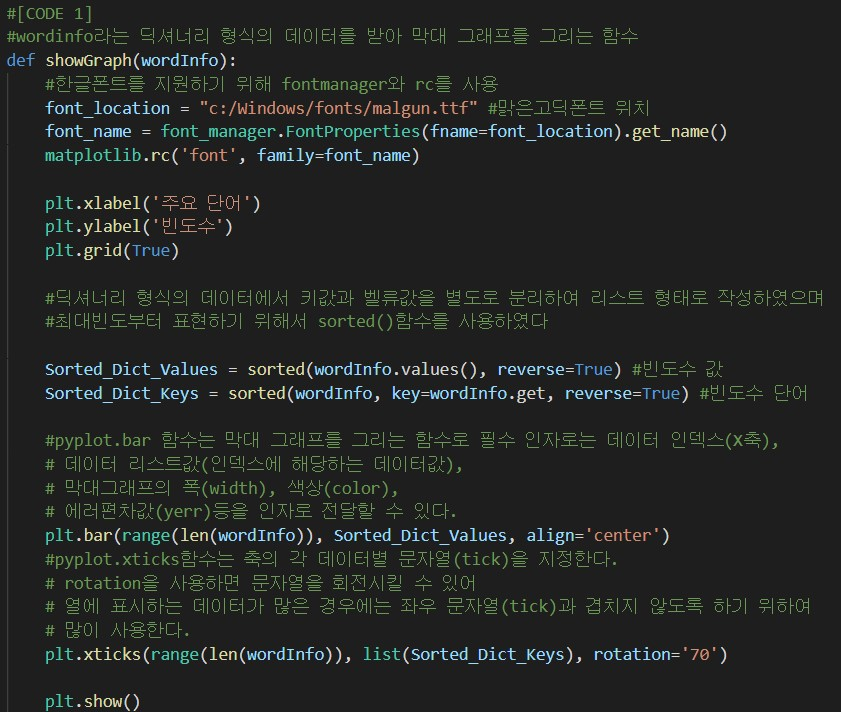 #[CODE 1]
#wordinfo라는 딕셔너리 형식의 데이터를 받아 막대 그래프를 그리는 함수
def showGraph(wordInfo):
    #한글폰트를 지원하기 위해 fontmanager와 rc를 사용
    font_location = "c:/Windows/fonts/malgun.ttf" #맑은고딕폰트 위치
    font_name = font_manager.FontProperties(fname=font_location).get_name()
    matplotlib.rc('font', family=font_name)

    plt.xlabel('주요 단어')
    plt.ylabel('빈도수')
    plt.grid(True)

    #딕셔너리 형식의 데이터에서 키값과 벨류값을 별도로 분리하여 리스트 형태로 작성하였으며
    #최대빈도부터 표현하기 위해서 sorted()함수를 사용하였다

    Sorted_Dict_Values = sorted(wordInfo.values(), reverse=True) #빈도수 값
    Sorted_Dict_Keys = sorted(wordInfo, key=wordInfo.get, reverse=True) #빈도수 단어

    #pyplot.bar 함수는 막대 그래프를 그리는 함수로 필수 인자로는 데이터 인덱스(X축),
    # 데이터 리스트값(인덱스에 해당하는 데이터값),
    # 막대그래프의 폭(width), 색상(color),
    # 에러편차값(yerr)등을 인자로 전달할 수 있다.
    plt.bar(range(len(wordInfo)), Sorted_Dict_Values, align='center')
    #pyplot.xticks함수는 축의 각 데이터별 문자열(tick)을 지정한다.
    # rotation을 사용하면 문자열을 회전시킬 수 있어
    # 열에 표시하는 데이터가 많은 경우에는 좌우 문자열(tick)과 겹치지 않도록 하기 위하여
    # 많이 사용한다.
    plt.xticks(range(len(wordInfo)), list(Sorted_Dict_Keys), rotation='70')

    plt.show()